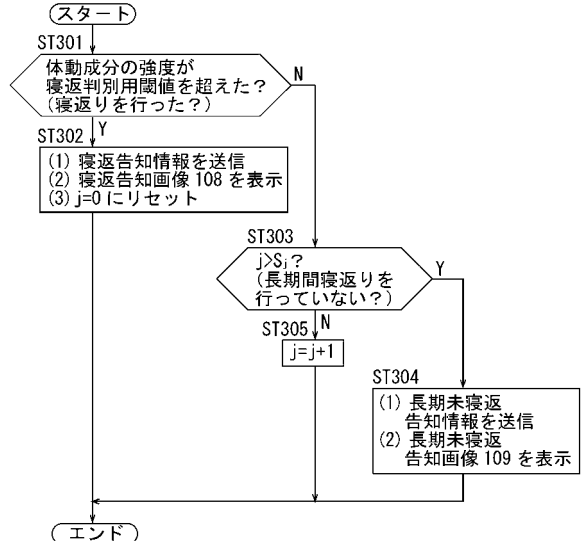 スタート
ST301
体動成分の強度が
寝返判別用閾値を超えた？
(寝返りを行った？)
N
Y
ST302
(1) 寝返告知情報を送信
(2) 寝返告知画像 108 を表示
(3) j=0 にリセット
ST303
j>Sj？
(長期間寝返りを
行っていない？)
Y
N
ST305
j=j+1
ST304
(1) 長期未寝返
告知情報を送信
(2) 長期未寝返
告知画像 109 を表示
エンド